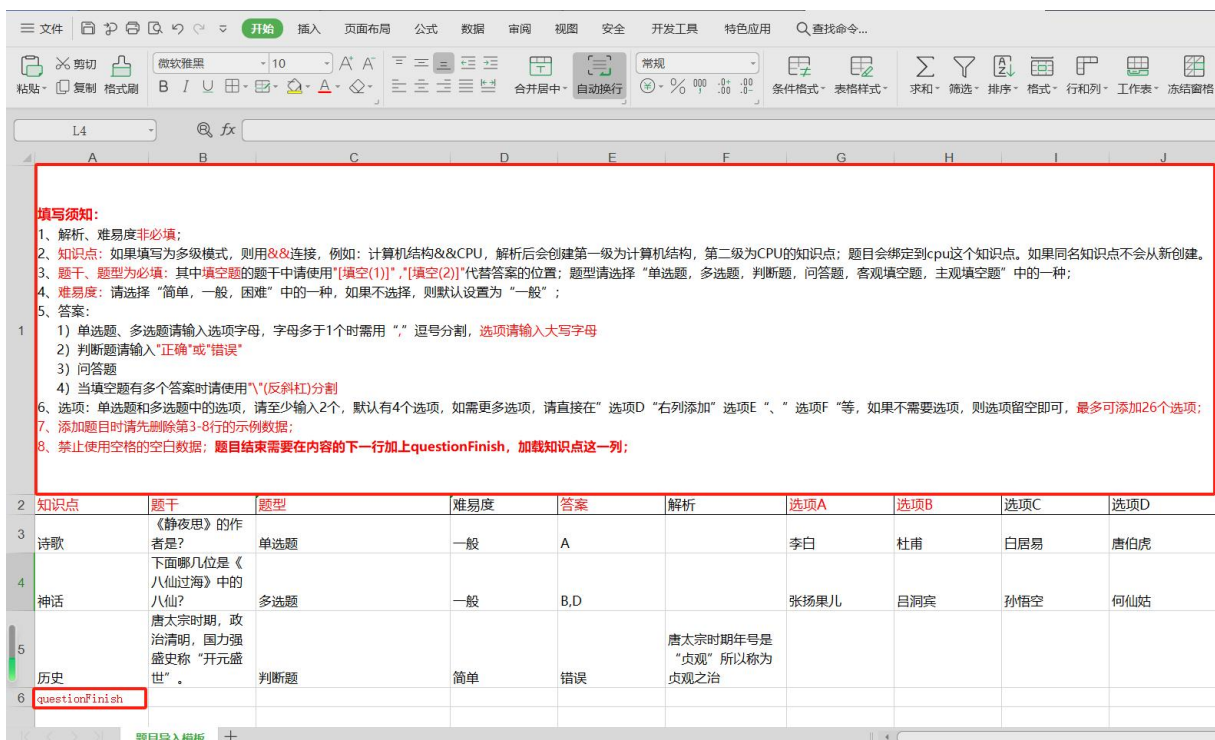 文件 开始 插入 页面布局 公式 数据 审阅 视图 安全 开发工具 特色应用 查找命令...
剪切 微软雅黑 10 A⁺ A⁻ 常规
粘贴 复制 格式刷 B I U A 合并居中 自动换行 % 000 .0 .00 .00 .0 条件格式 表格样式 求和 筛选 排序 格式 行和列 工作表 冻结窗格
L4 fx
A B C D E F G H I J
填写须知：
1、解析、难易度非必填；
2、知识点：如果填写为多级模式，则用&&连接，例如：计算机结构&&CPU，解析后会创建第一级为计算机结构，第二级为CPU的知识点；题目会绑定到cpu这个知识点。如果同名知识点不会从新创建。
3、题干、题型为必填：其中填空题的题干中请使用"[填空(1)]" ,"[填空(2)]"代替答案的位置；题型请选择“单选题，多选题，判断题，问答题，客观填空题，主观填空题”中的一种；
4、难易度：请选择“简单，一般，困难”中的一种，如果不选择，则默认设置为“一般”；
5、答案：
1 1）单选题、多选题请输入选项字母，字母多于1个时需用“,”逗号分割，选项请输入大写字母
2）判断题请输入"正确"或"错误"
3）问答题
4）当填空题有多个答案时请使用"\"(反斜杠)分割
6、选项：单选题和多选题中的选项，请至少输入2个，默认有4个选项，如需更多选项，请直接在”选项D“右列添加”选项E“、”选项F“等，如果不需要选项，则选项留空即可，最多可添加26个选项；
7、添加题目时请先删除第3-8行的示例数据；
8、禁止使用空格的空白数据；题目结束需要在内容的下一行加上questionFinish，加载知识点这一列；
2 知识点 题干 题型 难易度 答案 解析 选项A 选项B 选项C 选项D
《静夜思》的作
3 诗歌 者是? 单选题 一般 A 李白 杜甫 白居易 唐伯虎
下面哪几位是《
八仙过海》中的
4 神话 八仙? 多选题 一般 B,D 张扬果儿 吕洞宾 孙悟空 何仙姑
唐太宗时期，政
治清明，国力强 唐太宗时期年号是
盛史称“开元盛 “贞观”所以称为
5 历史 世”。 判断题 简单 错误 贞观之治
6 questionFinish
题目导入模板